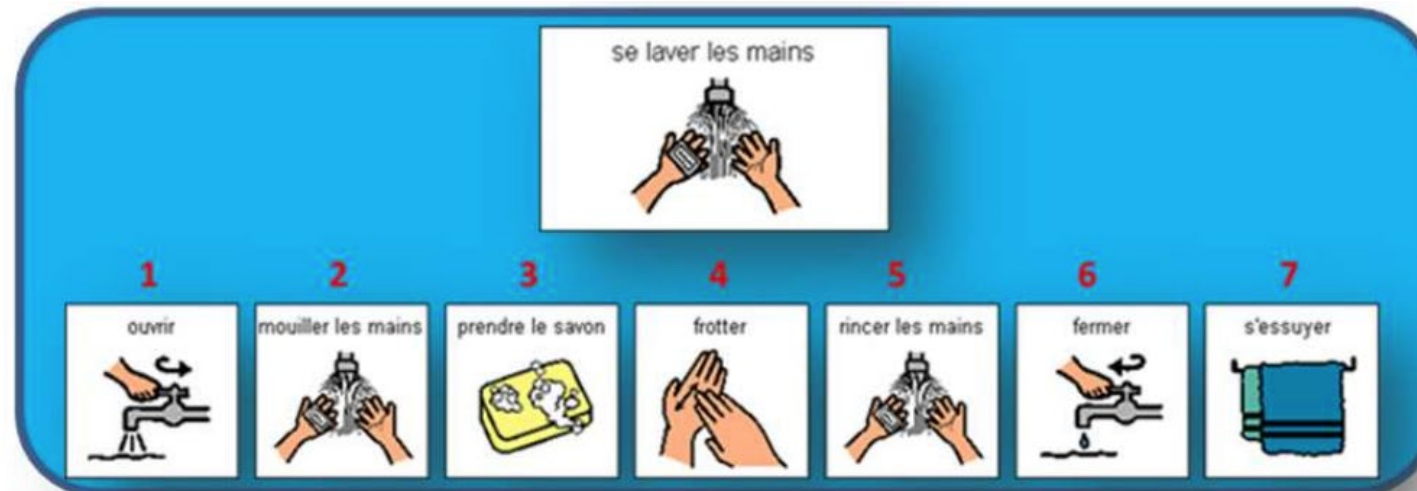 se laver les mains
1 2 3 4 5 6 7
ouvrir mouiller les mains prendre le savon frotter rincer les mains fermer s'essuyer